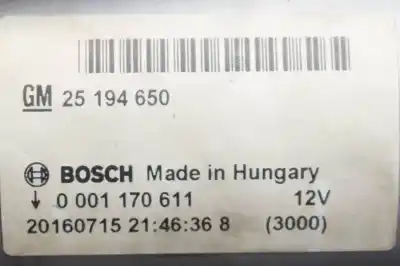 GM 25 194 650
BOSCH Made in Hungary
↓ 0 001 170 611 12V
20160715 21:46:36 8 (3000)